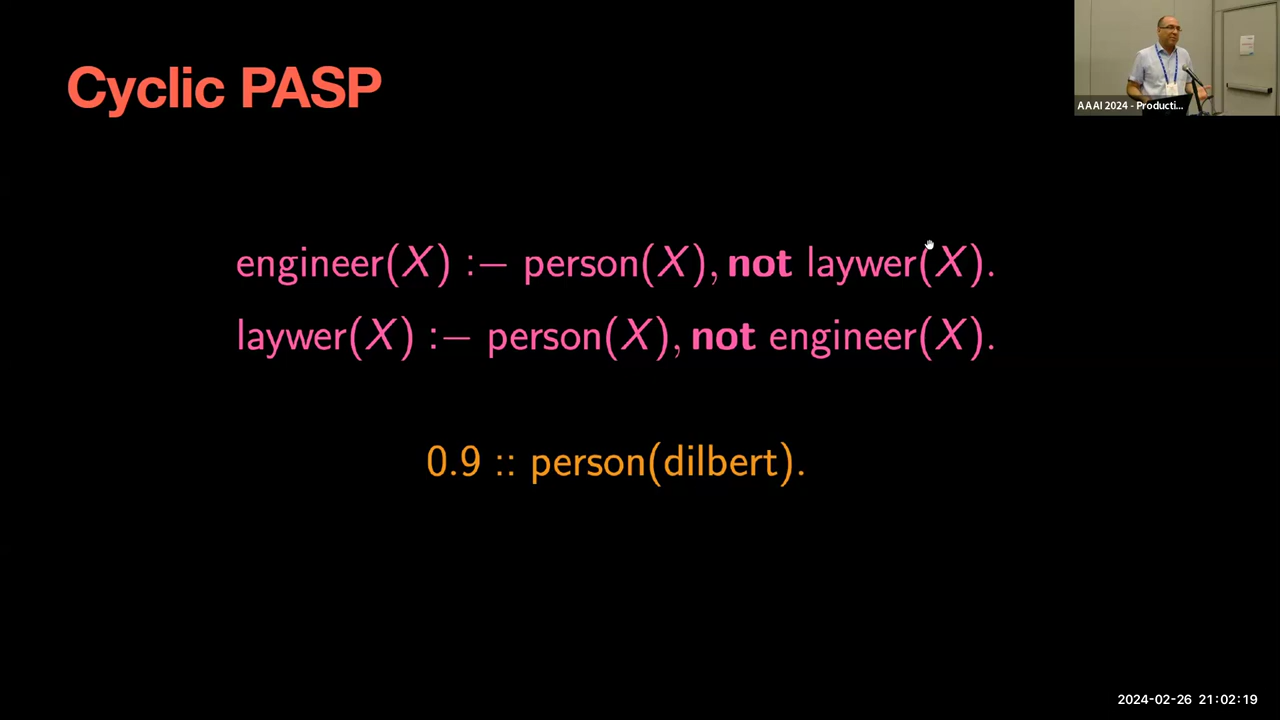 Cyclic PASP
AAAI 2024 - Producti...
engineer(X) :− person(X), not laywer(X).
laywer(X) :− person(X), not engineer(X).
0.9 :: person(dilbert).
2024-02-26 21:02:19